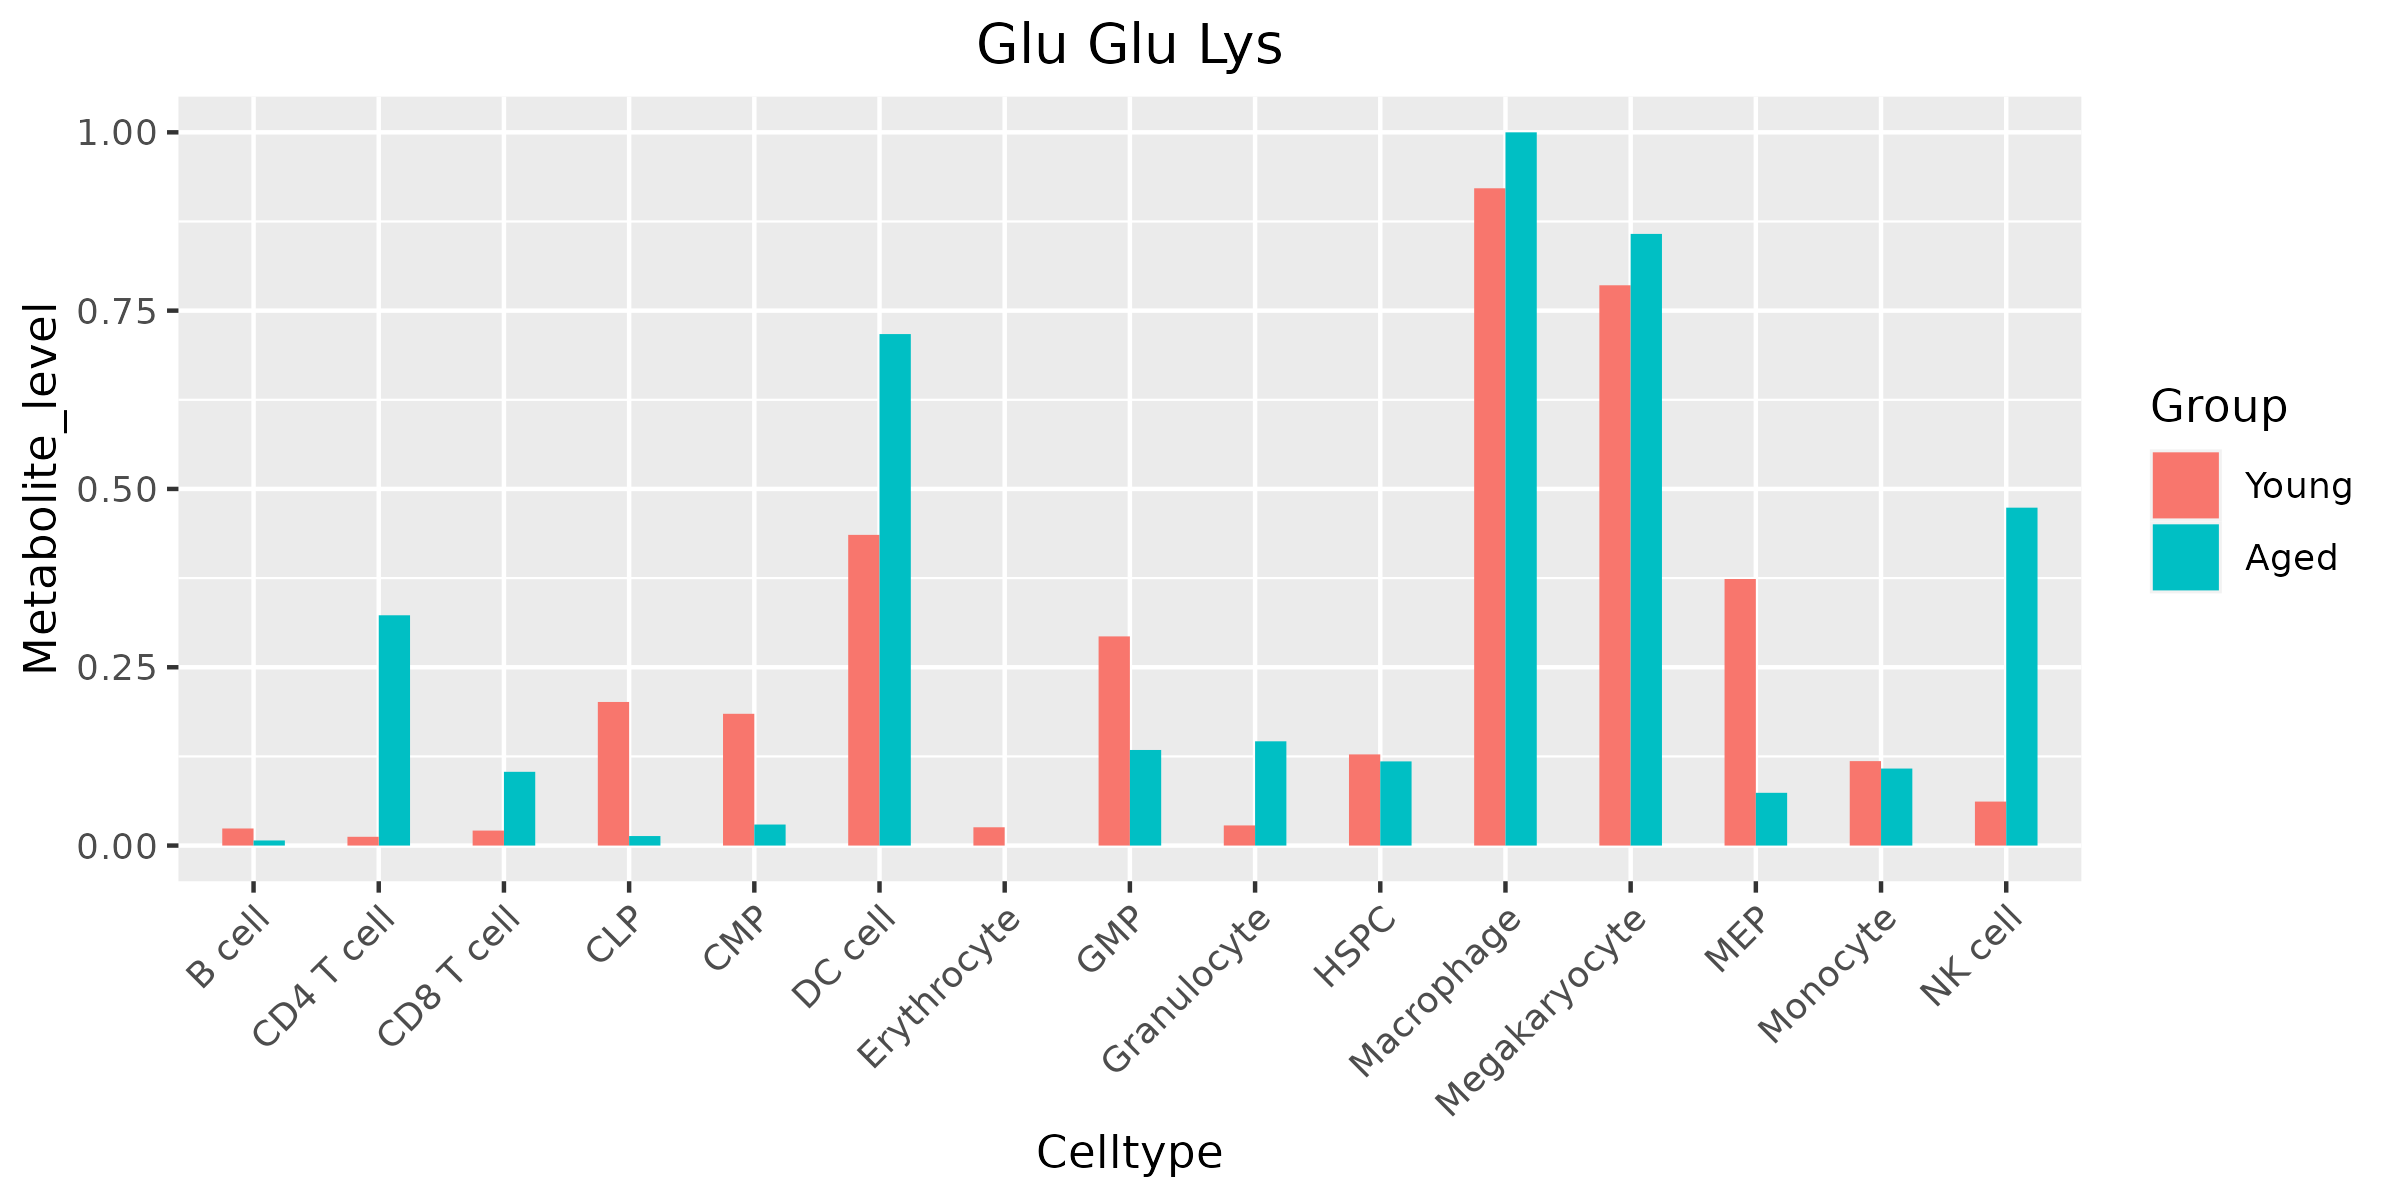 Glu Glu Lys
Metabolite_level
1.00
0.75
0.50
0.25
0.00
B cell
CD4 T cell
CD8 T cell
CLP
CMP
DC cell
Erythrocyte
GMP
Granulocyte
HSPC
Macrophage
Megakaryocyte
MEP
Monocyte
NK cell
Celltype
Group
Young
Aged